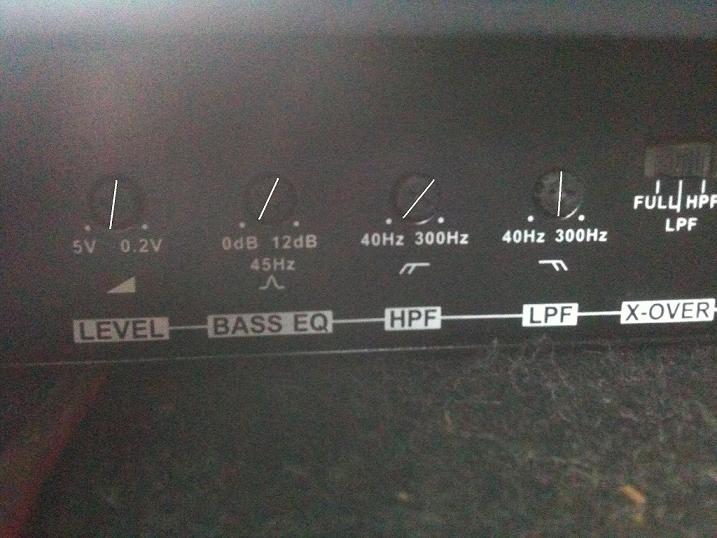 5V 0.2V
0dB 12dB
45Hz
40Hz 300Hz
40Hz 300Hz
FULL HPF
LPF
LEVEL
BASS EQ
HPF
LPF
X-OVER